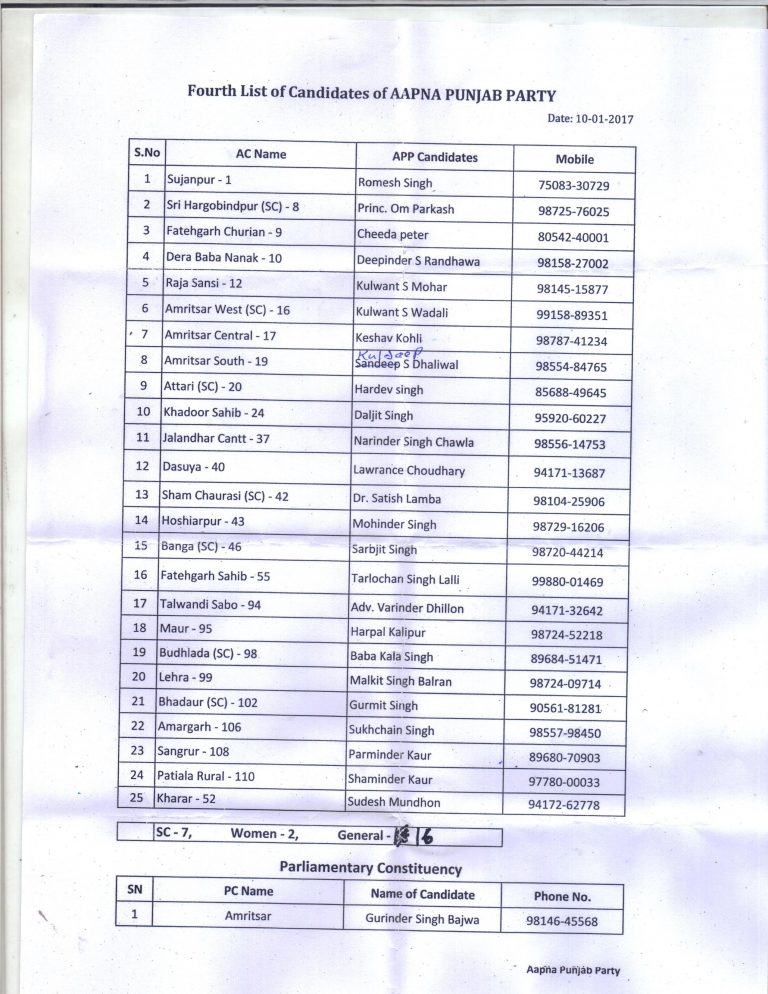 Fourth List of Candidates of AAPNA PUNJAB PARTY
Date: 10-01-2017
S.No AC Name APP Candidates Mobile
1 Sujanpur - 1 Romesh Singh 75083-30729
2 Sri Hargobindpur (SC) - 8 Princ. Om Parkash 98725-76025
3 Fatehgarh Churian - 9 Cheeda peter 80542-40001
4 Dera Baba Nanak - 10 Deepinder S Randhawa 98158-27002
5 Raja Sansi - 12 Kulwant S Mohar 98145-15877
6 Amritsar West (SC) - 16 Kulwant S Wadali 99158-89351
7 Amritsar Central - 17 Keshav Kohli 98787-41234
Kuldeep
8 Amritsar South - 19 Sandeep S Dhaliwal 98554-84765
9 Attari (SC) - 20 Hardev singh 85688-49645
10 Khadoor Sahib - 24 Daljit Singh 95920-60227
11 Jalandhar Cantt - 37 Narinder Singh Chawla 98556-14753
12 Dasuya - 40 Lawrance Choudhary 94171-13687
13 Sham Chaurasi (SC) - 42 Dr. Satish Lamba 98104-25906
14 Hoshiarpur - 43 Mohinder Singh 98729-16206
15 Banga (SC) - 46 Sarbjit Singh 98720-44214
16 Fatehgarh Sahib - 55 Tarlochan Singh Lalli 99880-01469
17 Talwandi Sabo - 94 Adv. Varinder Dhillon 94171-32642
18 Maur - 95 Harpal Kalipur 98724-52218
19 Budhlada (SC) - 98 Baba Kala Singh 89684-51471
20 Lehra - 99 Malkit Singh Balran 98724-09714
21 Bhadaur (SC) - 102 Gurmit Singh 90561-81281
22 Amargarh - 106 Sukhchain Singh 98557-98450
23 Sangrur - 108 Parminder Kaur 89680-70903
24 Patiala Rural - 110 Shaminder Kaur 97780-00033
25 Kharar - 52 Sudesh Mundhon 94172-62778
SC - 7, Women - 2, General - 16
Parliamentary Constituency
SN PC Name Name of Candidate Phone No.
1 Amritsar Gurinder Singh Bajwa 98146-45568
Aapna Punjab Party